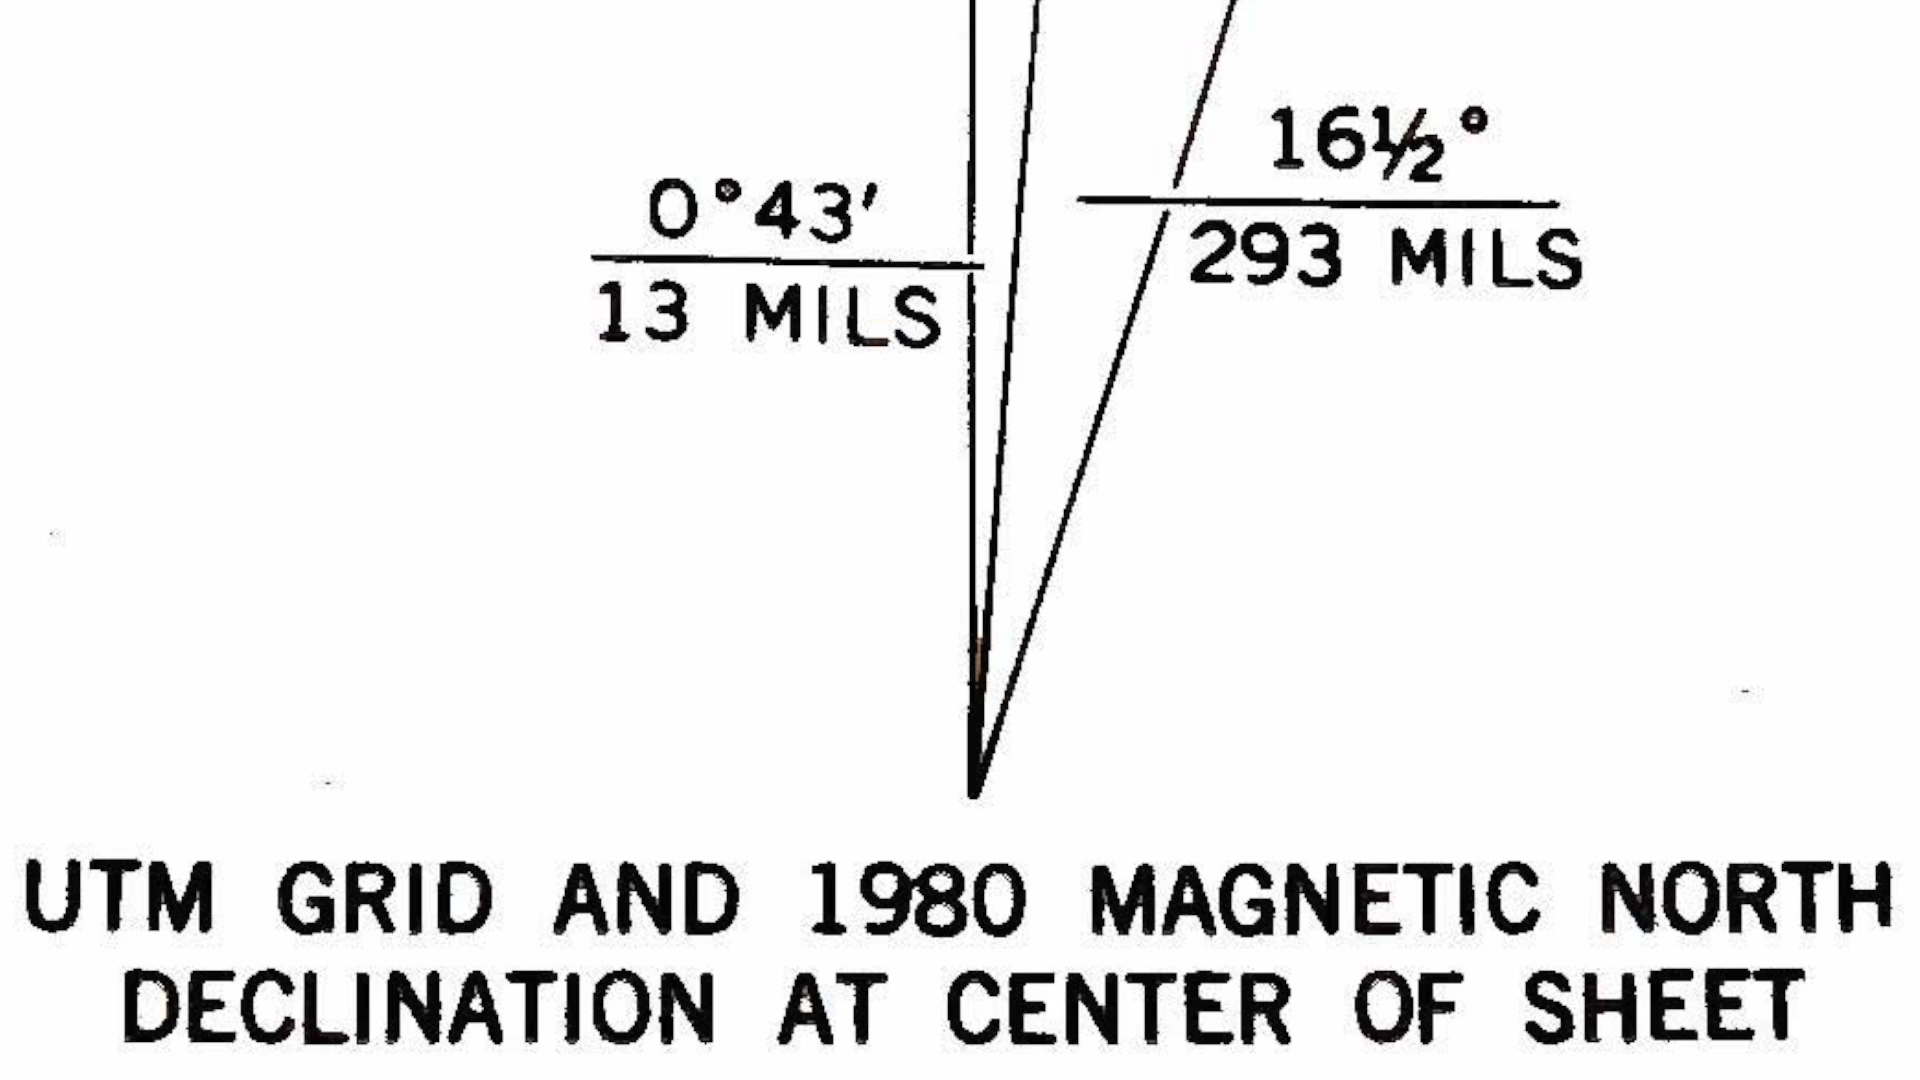 0°43′
13 MILS
16½°
293 MILS
UTM GRID AND 1980 MAGNETIC NORTH
DECLINATION AT CENTER OF SHEET